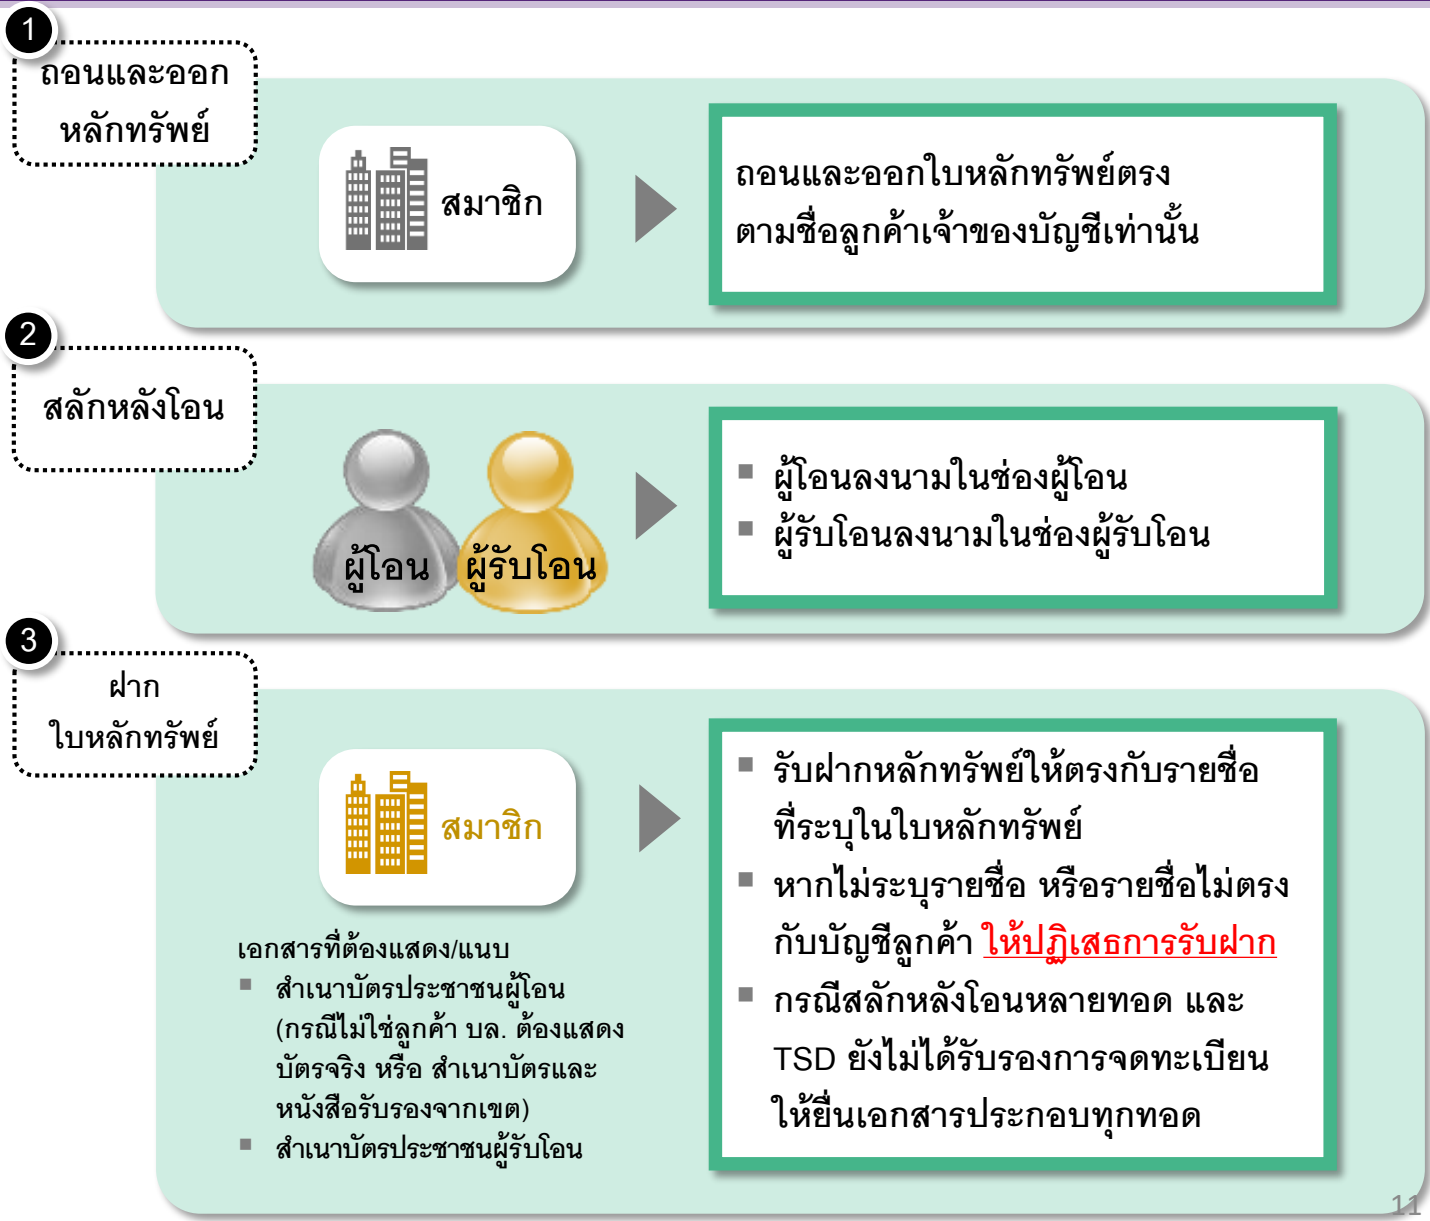 1
ถอนและออก
หลักทรัพย์
สมาชิก
ถอนและออกใบหลักทรัพย์ตรง
ตามชื่อลูกค้าเจ้าของบัญชีเท่านั้น
2
สลักหลังโอน
ผู้โอน
ผู้รับโอน
▪ ผู้โอนลงนามในช่องผู้โอน
▪ ผู้รับโอนลงนามในช่องผู้รับโอน
3
ฝาก
ใบหลักทรัพย์
สมาชิก
เอกสารที่ต้องแสดง/แนบ
▪ สำเนาบัตรประชาชนผู้โอน
(กรณีไม่ใช่ลูกค้า บล. ต้องแสดง
บัตรจริง หรือ สำเนาบัตรและ
หนังสือรับรองจากเขต)
▪ สำเนาบัตรประชาชนผู้รับโอน
▪ รับฝากหลักทรัพย์ให้ตรงกับรายชื่อ
ที่ระบุในใบหลักทรัพย์
▪ หากไม่ระบุรายชื่อ หรือรายชื่อไม่ตรง
กับบัญชีลูกค้า ให้ปฏิเสธการรับฝาก
▪ กรณีสลักหลังโอนหลายทอด และ
TSD ยังไม่ได้รับรองการจดทะเบียน
ให้ยื่นเอกสารประกอบทุกทอด
11